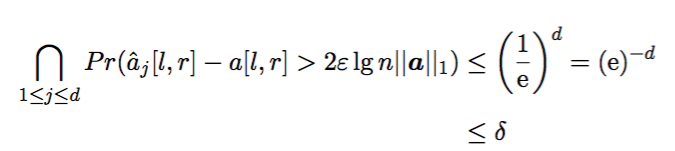 ⋂_{1≤j≤d} Pr(â_j[l, r] − a[l, r] > 2ε lg n||𝒂||_1) ≤ (1/e)^d = (e)^{−d}
≤ δ